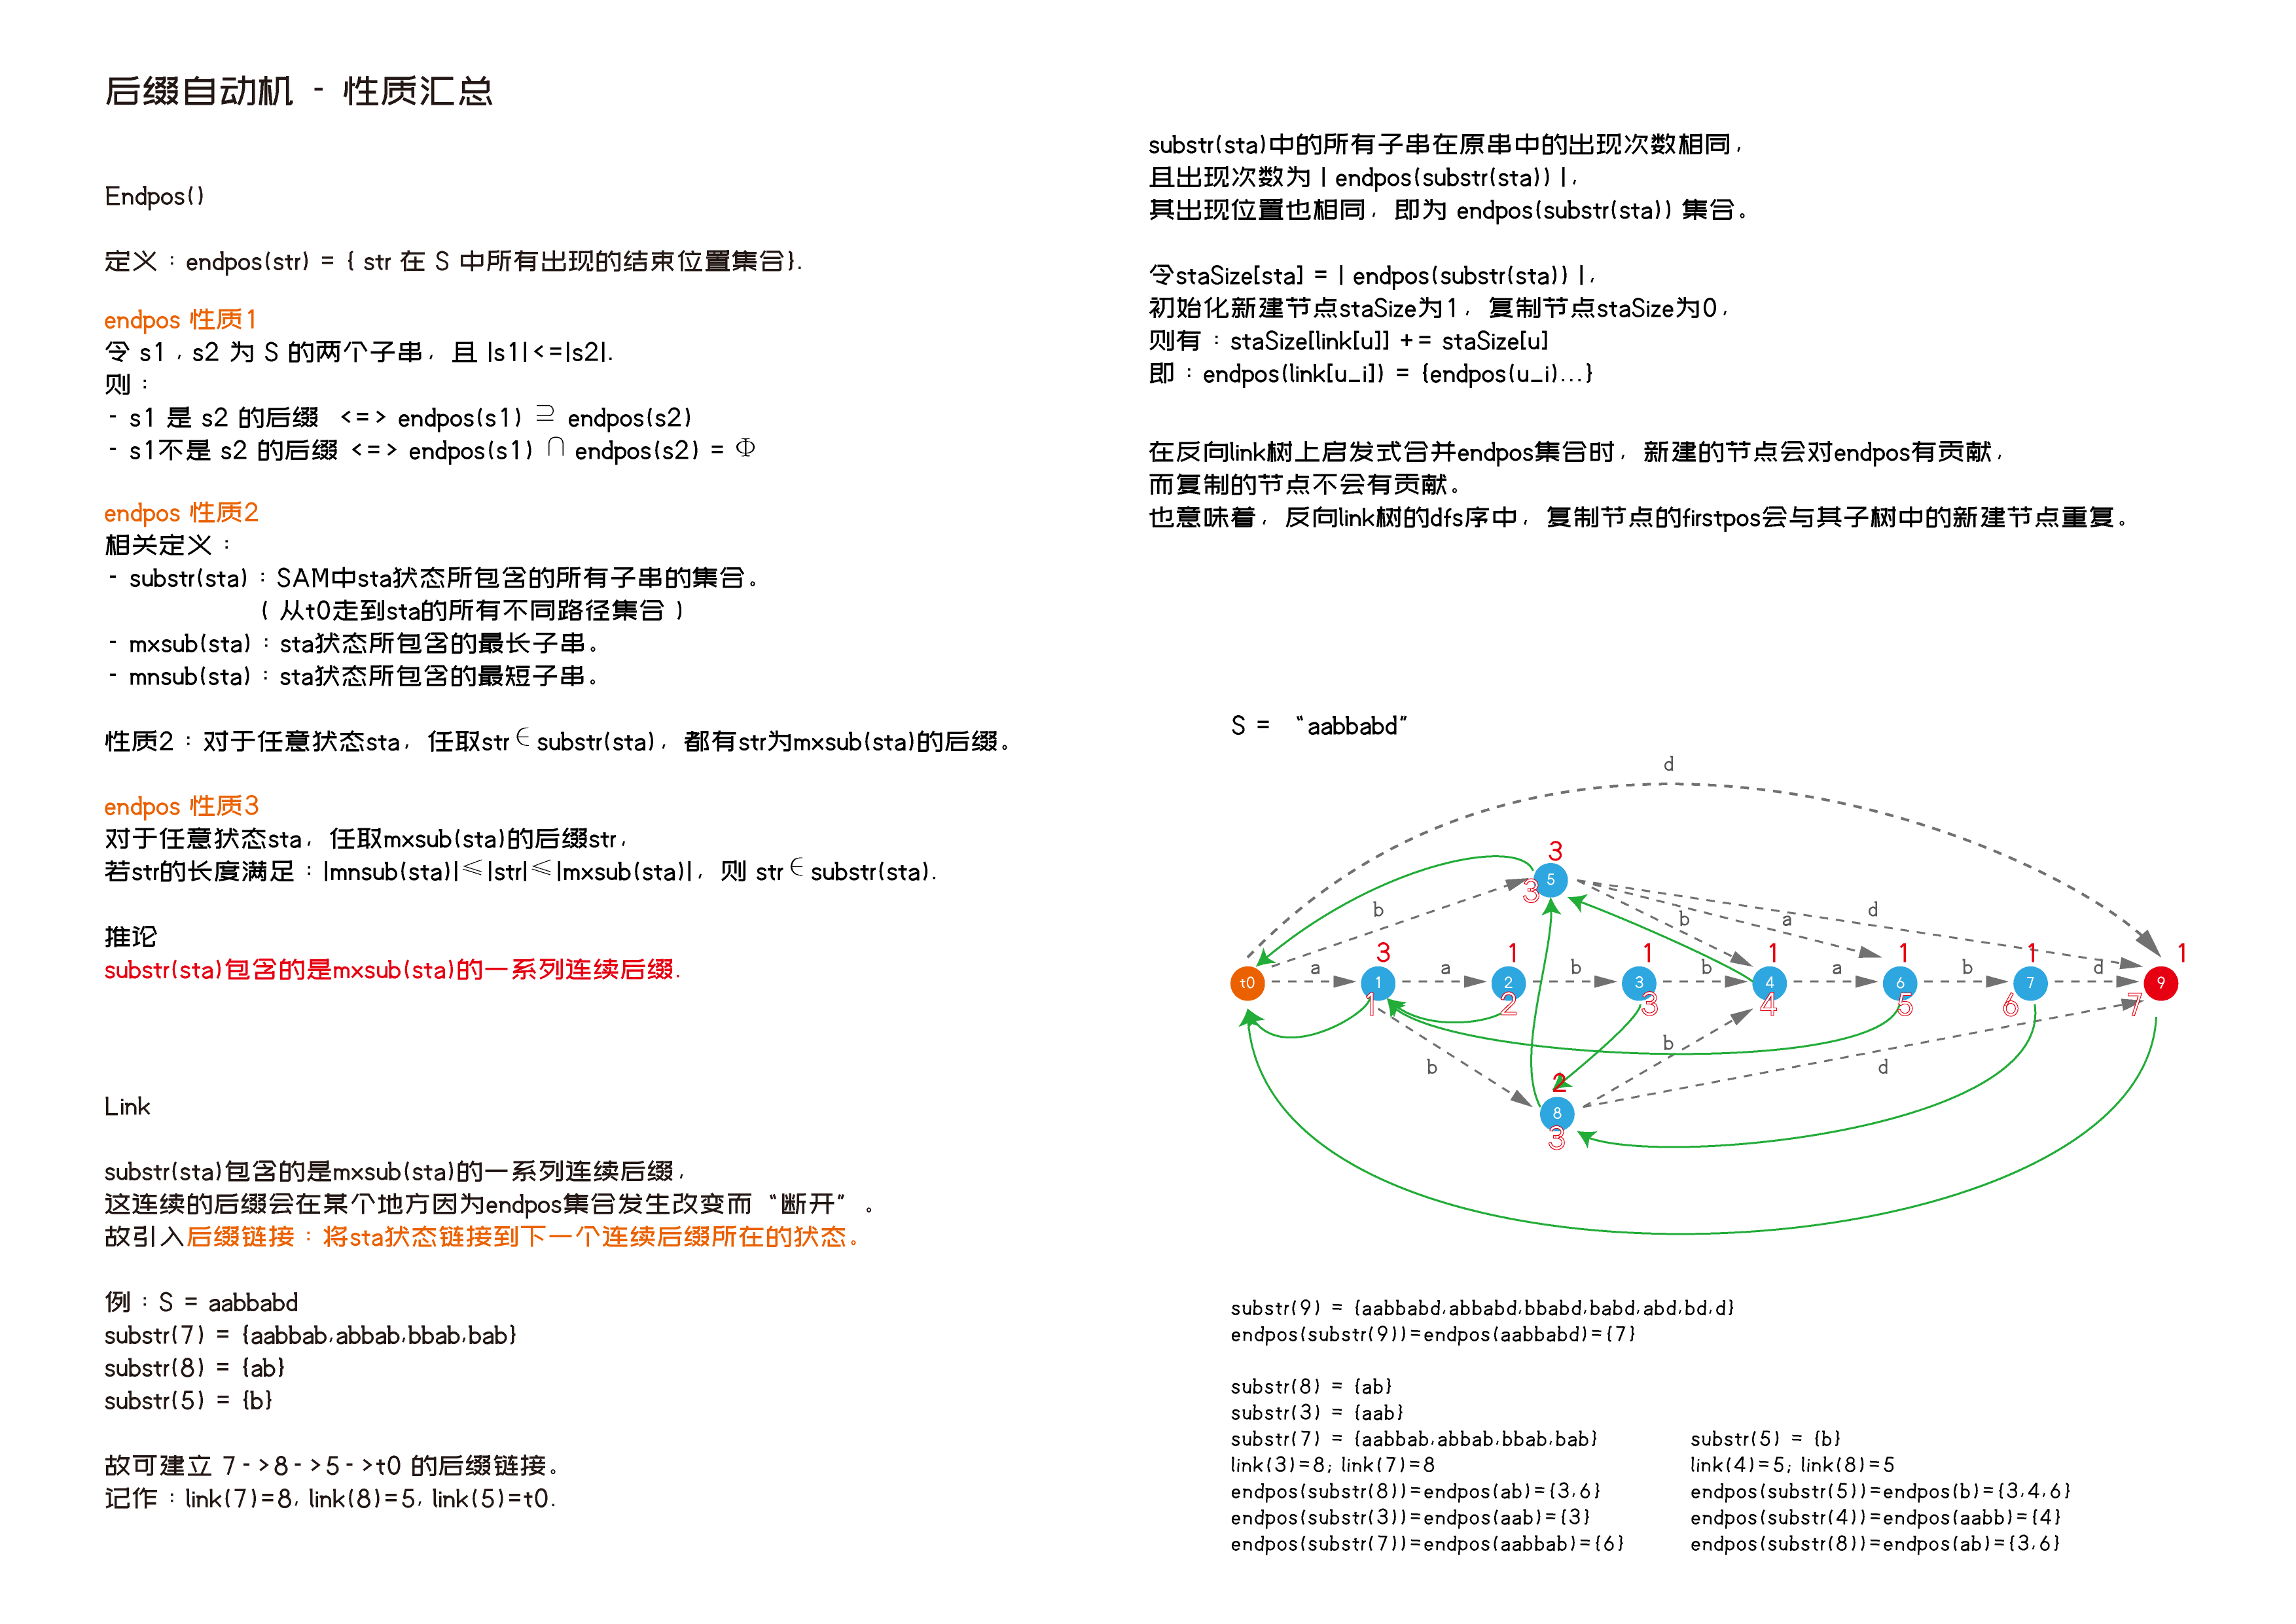 后缀自动机 - 性质汇总
Endpos()
定义：endpos(str) = { str 在 S 中所有出现的结束位置集合}.
endpos 性质1
令 s1，s2 为 S 的两个子串，且 |s1|<=|s2|.
则：
- s1 是 s2 的后缀 <=> endpos(s1) ⊇ endpos(s2)
- s1不是 s2 的后缀 <=> endpos(s1) ∩ endpos(s2) = Φ
endpos 性质2
相关定义：
- substr(sta)：SAM中sta状态所包含的所有子串的集合。
（ 从t0走到sta的所有不同路径集合 ）
- mxsub(sta)：sta状态所包含的最长子串。
- mnsub(sta)：sta状态所包含的最短子串。
性质2：对于任意状态sta，任取str∈substr(sta)，都有str为mxsub(sta)的后缀。
endpos 性质3
对于任意状态sta，任取mxsub(sta)的后缀str，
若str的长度满足：|mnsub(sta)|≤|str|≤|mxsub(sta)|，则 str∈substr(sta).
推论
substr(sta)包含的是mxsub(sta)的一系列连续后缀.
Link
substr(sta)包含的是mxsub(sta)的一系列连续后缀，
这连续的后缀会在某个地方因为endpos集合发生改变而“断开”。
故引入后缀链接：将sta状态链接到下一个连续后缀所在的状态。
例：S = aabbabd
substr(7) = {aabbab,abbab,bbab,bab}
substr(8) = {ab}
substr(5) = {b}
故可建立 7->8->5->t0 的后缀链接。
记作：link(7)=8, link(8)=5, link(5)=t0.
substr(sta)中的所有子串在原串中的出现次数相同，
且出现次数为 | endpos(substr(sta)) |，
其出现位置也相同，即为 endpos(substr(sta)) 集合。
令staSize[sta] = | endpos(substr(sta)) |，
初始化新建节点staSize为1，复制节点staSize为0，
则有：staSize[link[u]] += staSize[u]
即：endpos(link[u_i]) = {endpos(u_i)...}
在反向link树上启发式合并endpos集合时，新建的节点会对endpos有贡献，
而复制的节点不会有贡献。
也意味着，反向link树的dfs序中，复制节点的firstpos会与其子树中的新建节点重复。
S = “aabbabd”
d
3
5
3
b
b
a
d
3
1
1
1
1
1
1
t0
a
1
a
2
b
3
b
4
a
6
b
7
d
9
1
2
3
4
5
6
7
b
b
d
2
8
3
substr(9) = {aabbabd,abbabd,bbabd,babd,abd,bd,d}
endpos(substr(9))=endpos(aabbabd)={7}
substr(8) = {ab}
substr(3) = {aab}
substr(7) = {aabbab,abbab,bbab,bab}
link(3)=8; link(7)=8
endpos(substr(8))=endpos(ab)={3,6}
endpos(substr(3))=endpos(aab)={3}
endpos(substr(7))=endpos(aabbab)={6}
substr(5) = {b}
link(4)=5; link(8)=5
endpos(substr(5))=endpos(b)={3,4,6}
endpos(substr(4))=endpos(aabb)={4}
endpos(substr(8))=endpos(ab)={3,6}